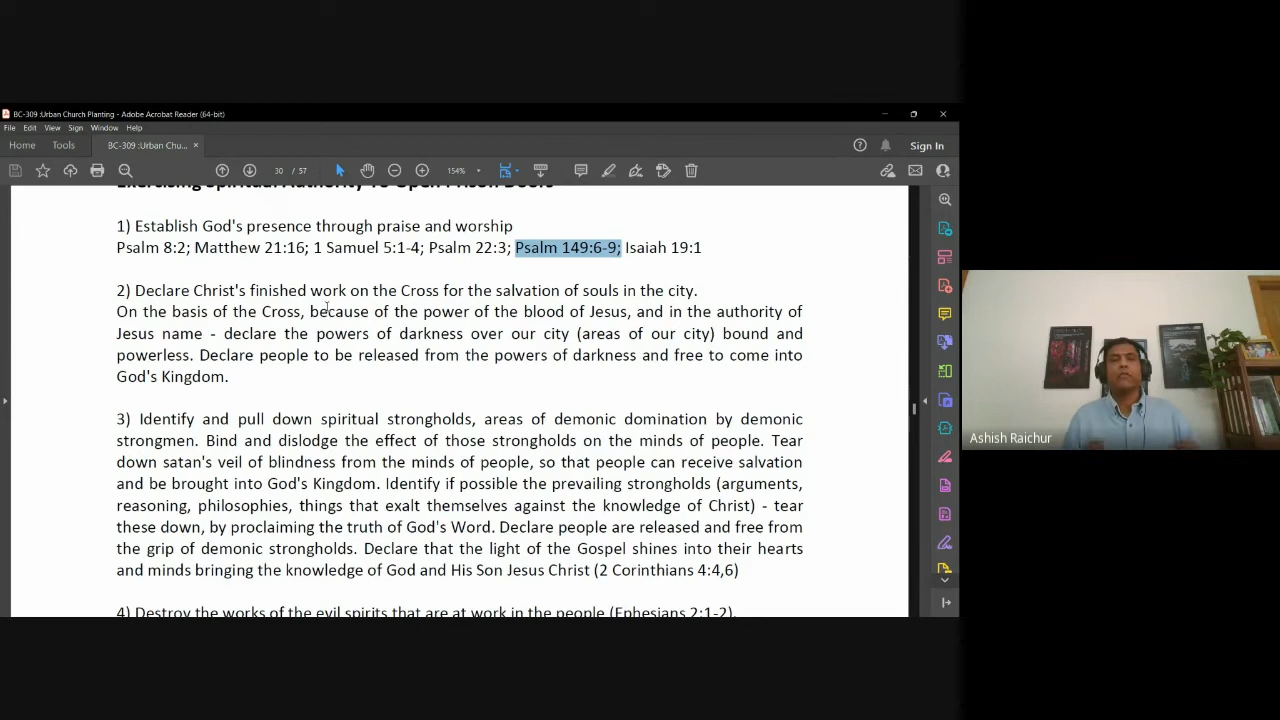 BC-309 :Urban Church Planting - Adobe Acrobat Reader (64-bit)
File Edit View Sign Window Help
Home Tools BC-309 :Urban Chu... × Sign In
30 / 57 154%
Exercising Spiritual Authority To Open Prison Doors
1) Establish God's presence through praise and worship
Psalm 8:2; Matthew 21:16; 1 Samuel 5:1-4; Psalm 22:3; Psalm 149:6-9; Isaiah 19:1
2) Declare Christ's finished work on the Cross for the salvation of souls in the city.
On the basis of the Cross, because of the power of the blood of Jesus, and in the authority of
Jesus name - declare the powers of darkness over our city (areas of our city) bound and
powerless. Declare people to be released from the powers of darkness and free to come into
God's Kingdom.
3) Identify and pull down spiritual strongholds, areas of demonic domination by demonic
strongmen. Bind and dislodge the effect of those strongholds on the minds of people. Tear
down satan's veil of blindness from the minds of people, so that people can receive salvation
and be brought into God's Kingdom. Identify if possible the prevailing strongholds (arguments,
reasoning, philosophies, things that exalt themselves against the knowledge of Christ) - tear
these down, by proclaiming the truth of God's Word. Declare people are released and free from
the grip of demonic strongholds. Declare that the light of the Gospel shines into their hearts
and minds bringing the knowledge of God and His Son Jesus Christ (2 Corinthians 4:4,6)
4) Destroy the works of the evil spirits that are at work in the people (Ephesians 2:1-2).
Ashish Raichur